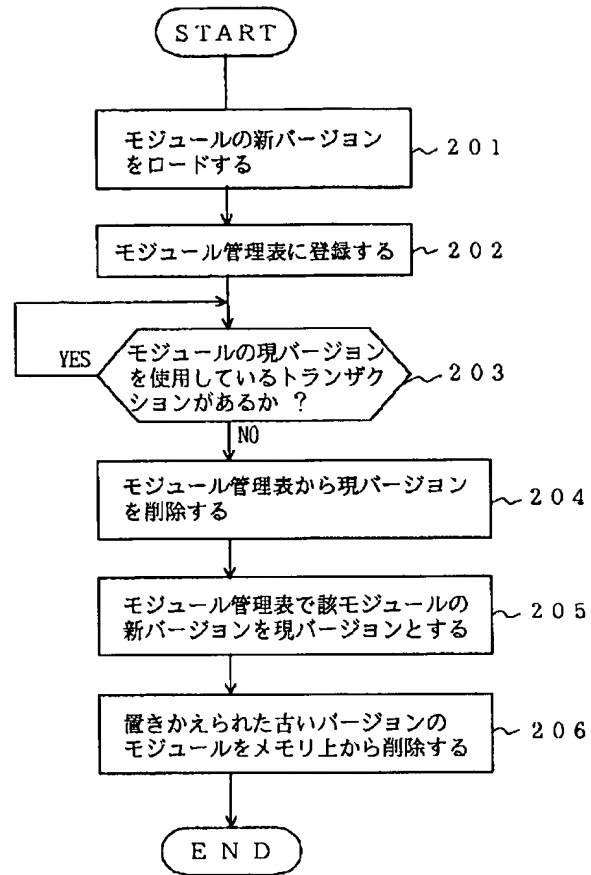 START
モジュールの新バージョン
をロードする
201
モジュール管理表に登録する
202
YES
モジュールの現バージョン
を使用しているトランザク
ションがあるか ?
203
NO
モジュール管理表から現バージョン
を削除する
204
モジュール管理表で該モジュールの
新バージョンを現バージョンとする
205
置きかえられた古いバージョンの
モジュールをメモリ上から削除する
206
END